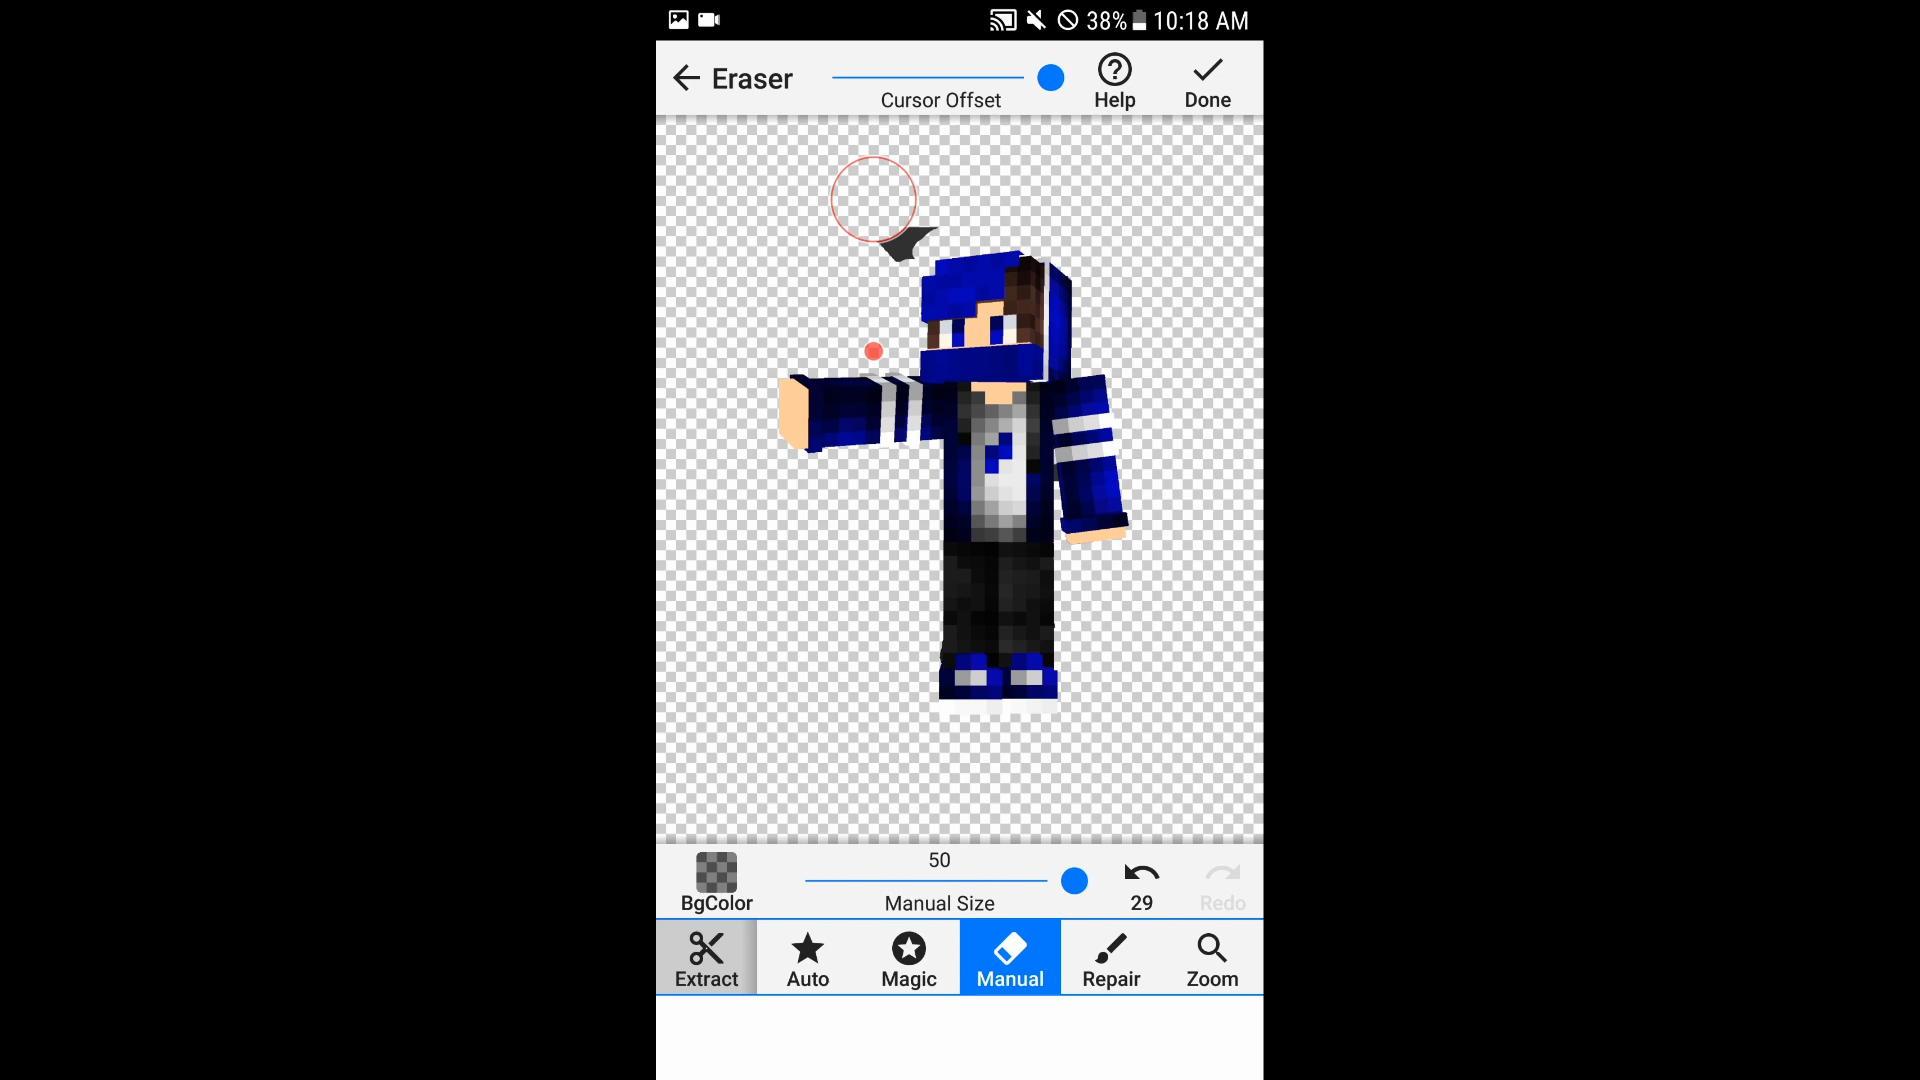 38% 10:18 AM
Eraser
Cursor Offset
Help
Done
50
BgColor
Manual Size
29
Redo
Extract
Auto
Magic
Manual
Repair
Zoom